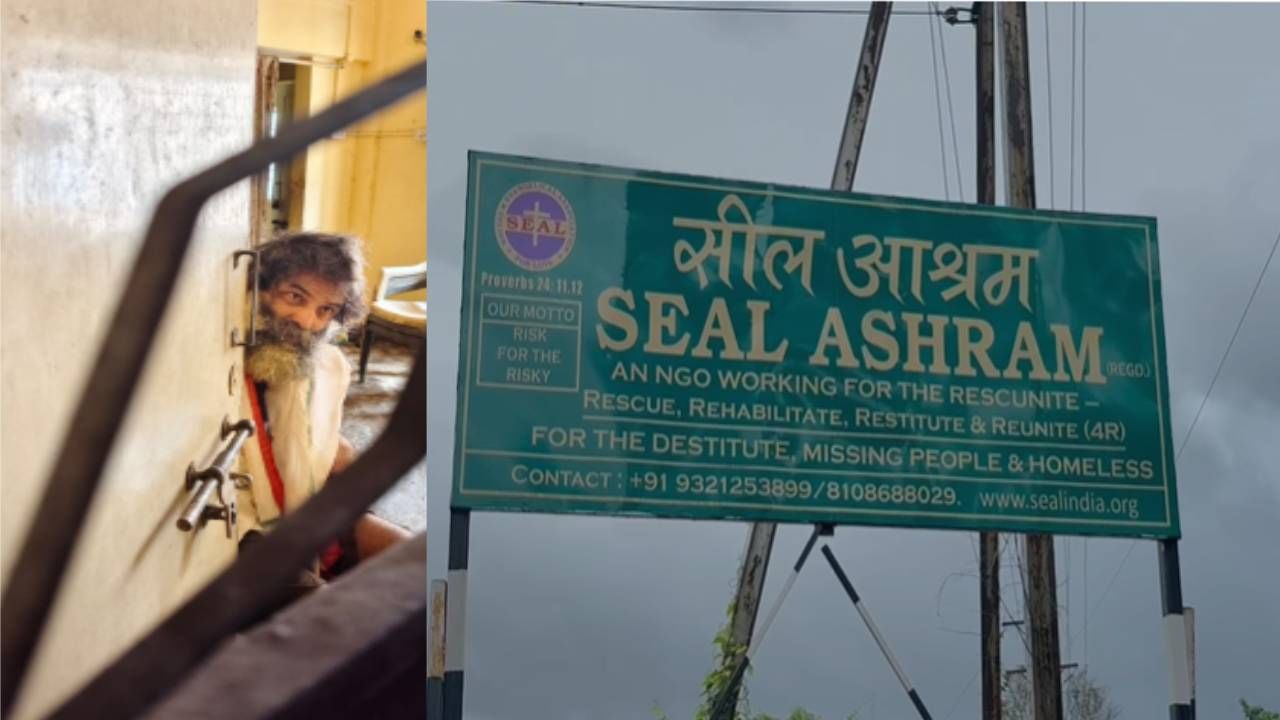 SEAL
Proverbs 24: 11,12
OUR MOTTO
RISK
FOR THE
RISKY
सील आश्रम
SEAL ASHRAM (REGD.)
AN NGO WORKING FOR THE RESCUNITE –
RESCUE, REHABILITATE, RESTITUTE & REUNITE (4R)
FOR THE DESTITUTE, MISSING PEOPLE & HOMELESS
CONTACT : +91 9321253899/8108688029. www.sealindia.org